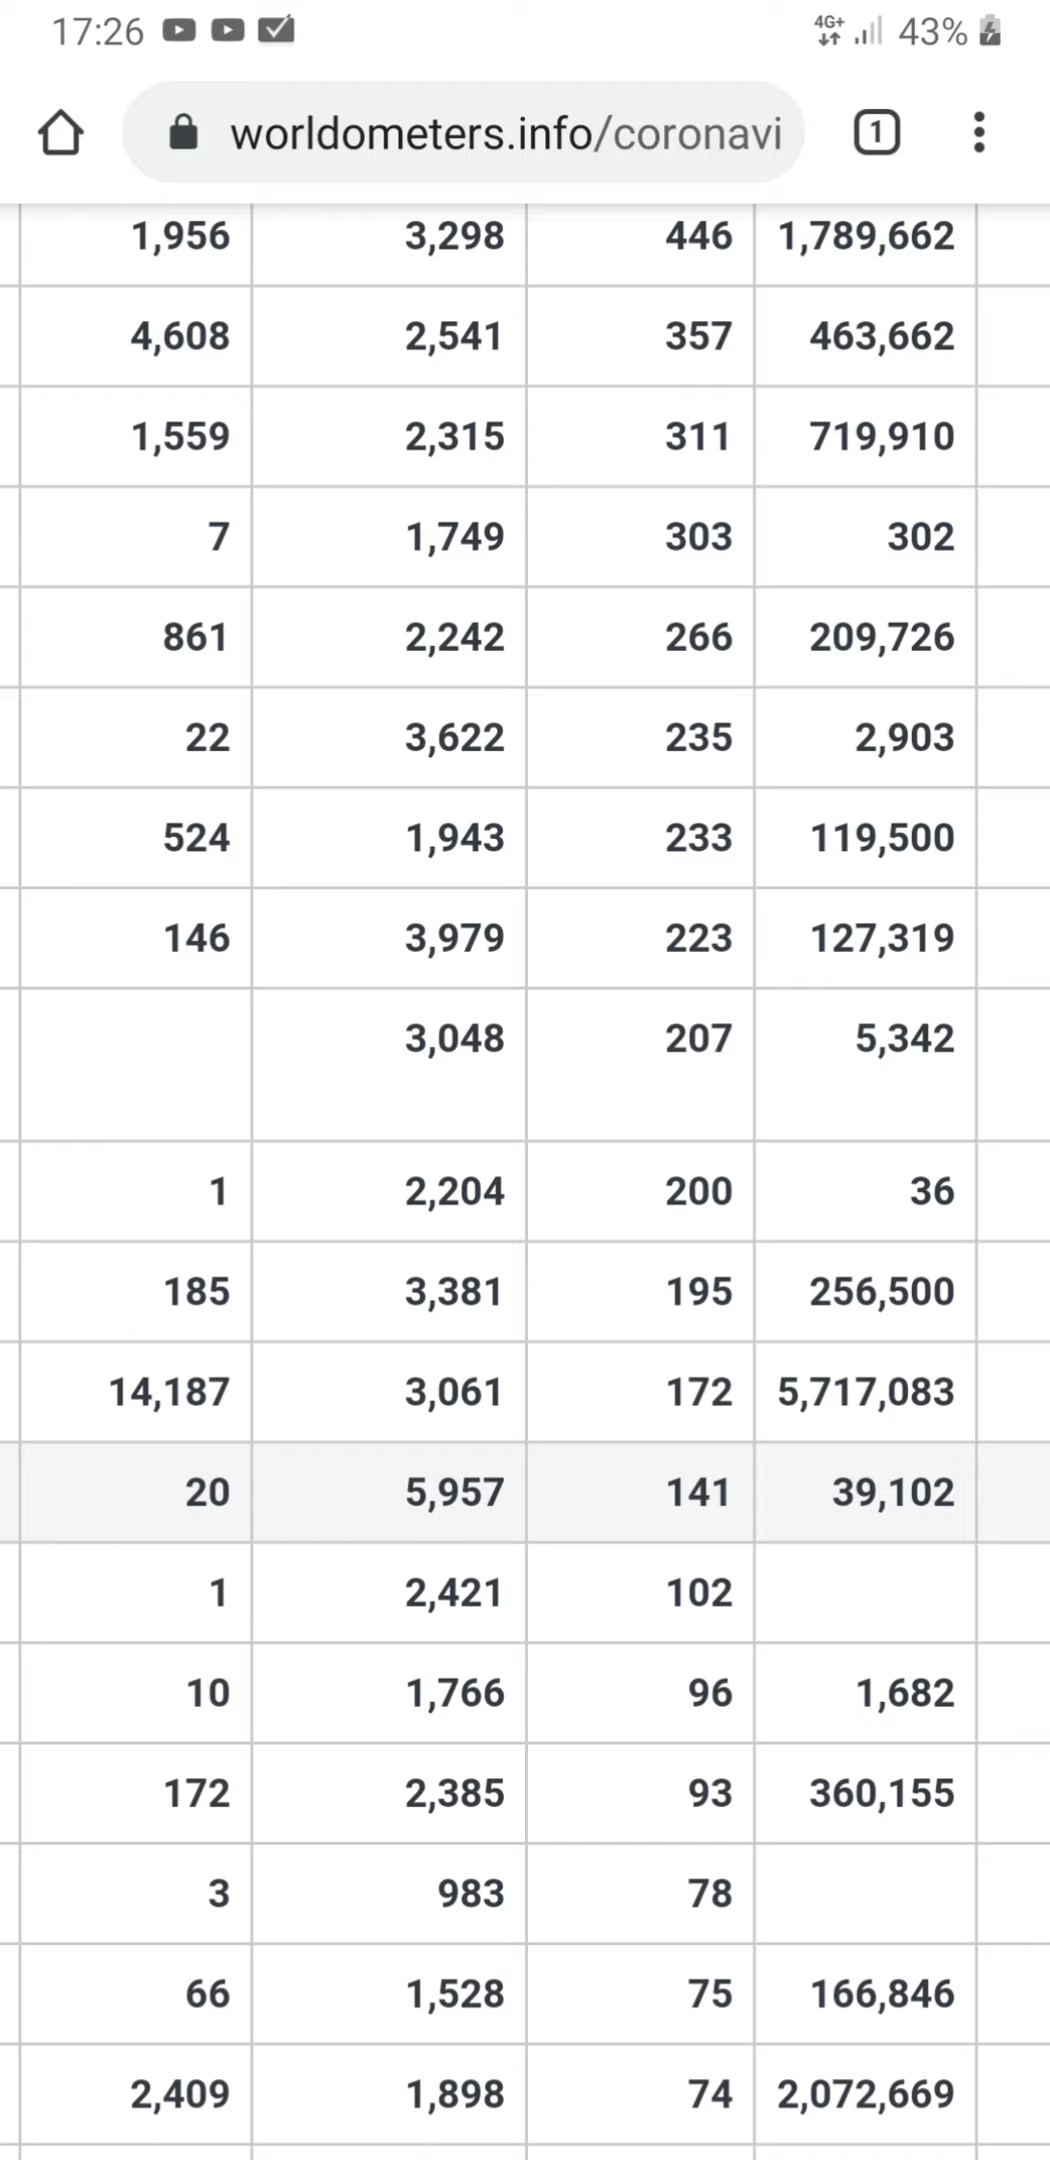 17:26 4G+ 43%
worldometers.info/coronavi 1
1,956 3,298 446 1,789,662
4,608 2,541 357 463,662
1,559 2,315 311 719,910
7 1,749 303 302
861 2,242 266 209,726
22 3,622 235 2,903
524 1,943 233 119,500
146 3,979 223 127,319
3,048 207 5,342
1 2,204 200 36
185 3,381 195 256,500
14,187 3,061 172 5,717,083
20 5,957 141 39,102
1 2,421 102
10 1,766 96 1,682
172 2,385 93 360,155
3 983 78
66 1,528 75 166,846
2,409 1,898 74 2,072,669